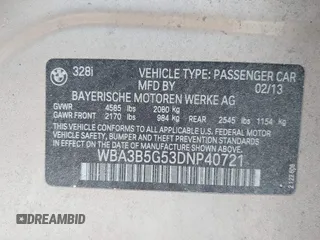 328i
VEHICLE TYPE: PASSENGER CAR
MFD BY
02/13
BAYERISCHE MOTOREN WERKE AG
GVWR 4585 lbs 2080 kg
GAWR FRONT 2170 lbs 984 kg REAR 2545 lbs 1154 kg
THIS VEHICLE CONFORMS TO ALL APPLICABLE FEDERAL MOTOR
VEHICLE SAFETY, BUMPER, AND THEFT PREVENTION STANDARDS
IN EFFECT ON THE DATE OF MANUFACTURE SHOWN ABOVE.
WBA3B5G53DNP40721
AUTOHELPERBOT.COM